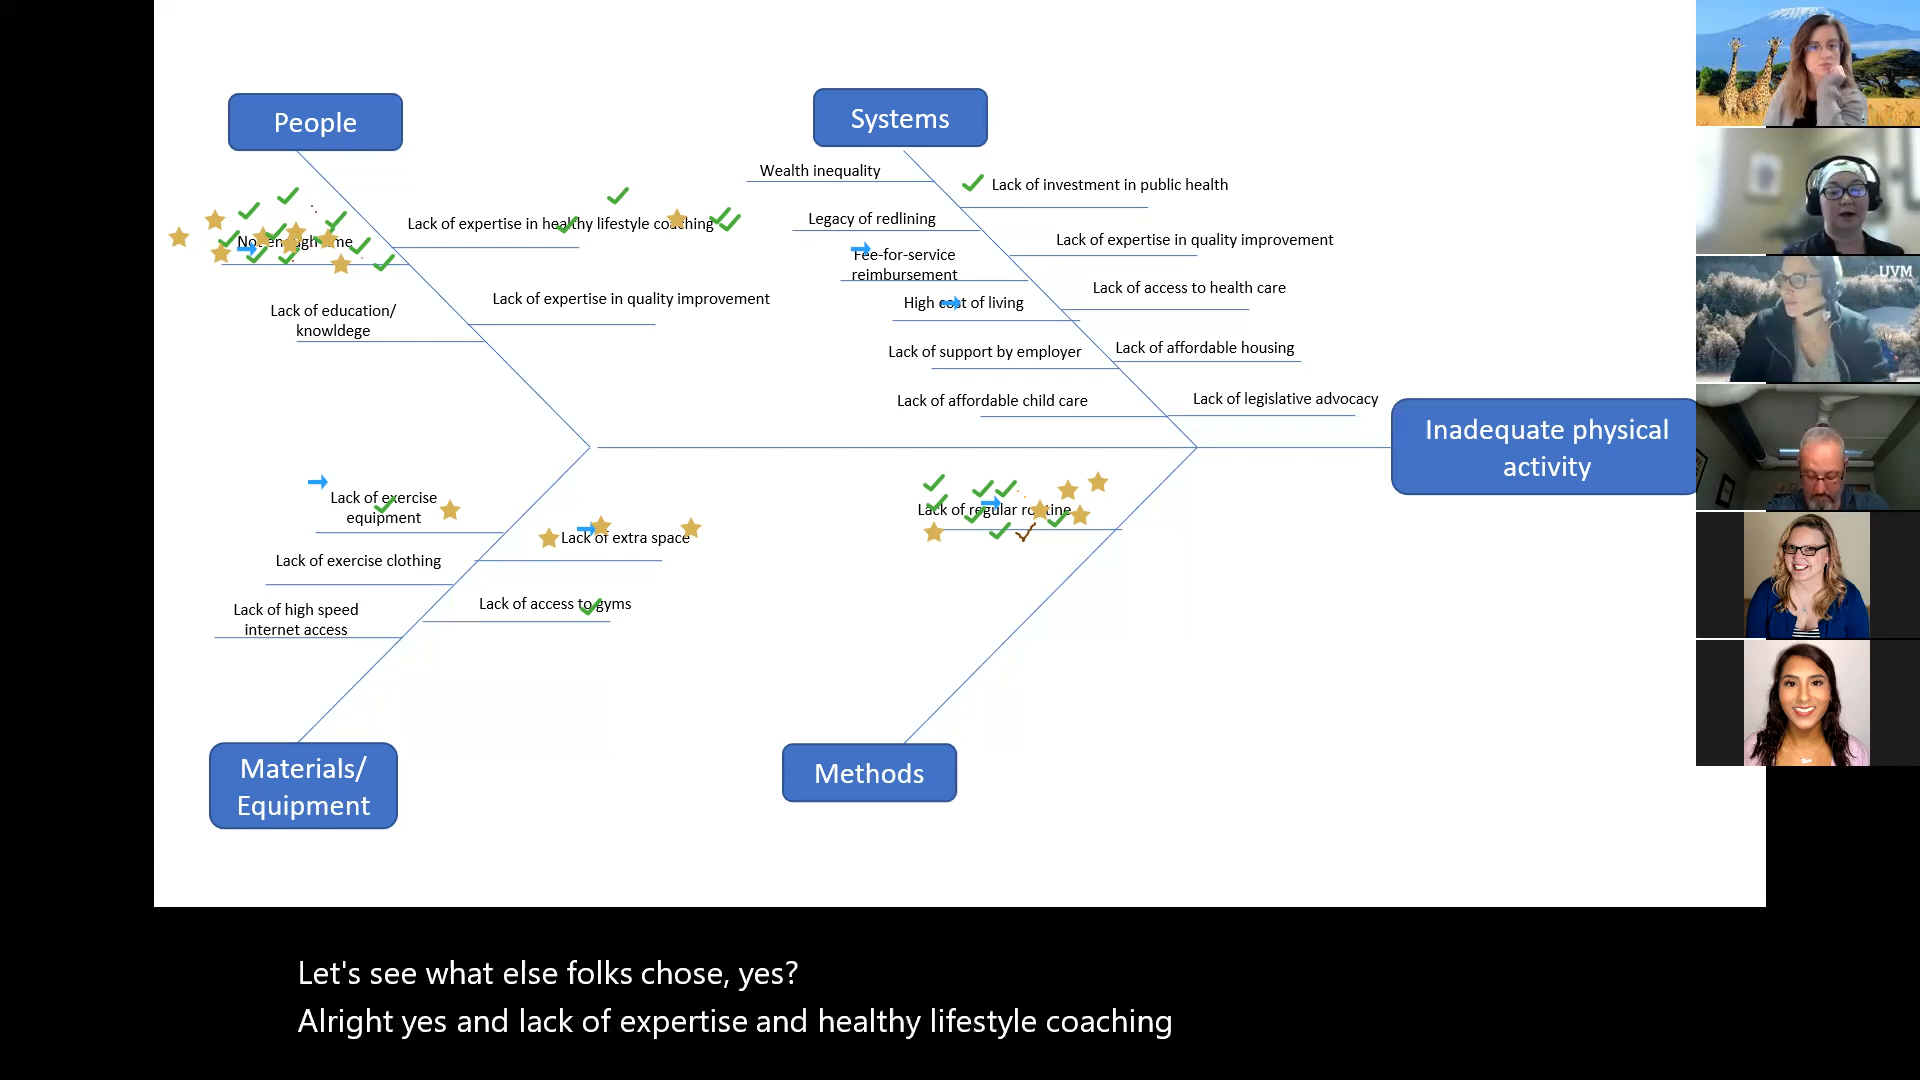 People
Systems
Wealth inequality
Lack of investment in public health
Legacy of redlining
Lack of expertise in healthy lifestyle coaching
Not enough time
Lack of expertise in quality improvement
Fee-for-service
reimbursement
Lack of access to health care
Lack of expertise in quality improvement
High cost of living
Lack of education/
knowldege
Lack of support by employer
Lack of affordable housing
Lack of affordable child care
Lack of legislative advocacy
Inadequate physical
activity
Lack of exercise
equipment
Lack of regular routine
Lack of extra space
Lack of exercise clothing
Lack of access to gyms
Lack of high speed
internet access
Materials/
Equipment
Methods
UVM
Let's see what else folks chose, yes?
Alright yes and lack of expertise and healthy lifestyle coaching